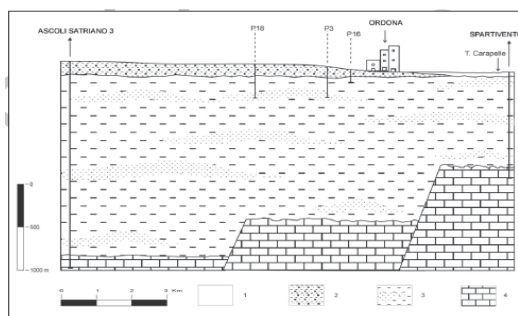 ORDONA
ASCOLI SATRIANO 3 P18 P3 P16 SPARTIVENTO
T. Carapelle
0
500
1000 m
0 1 2 3 Km 1 2 3 4